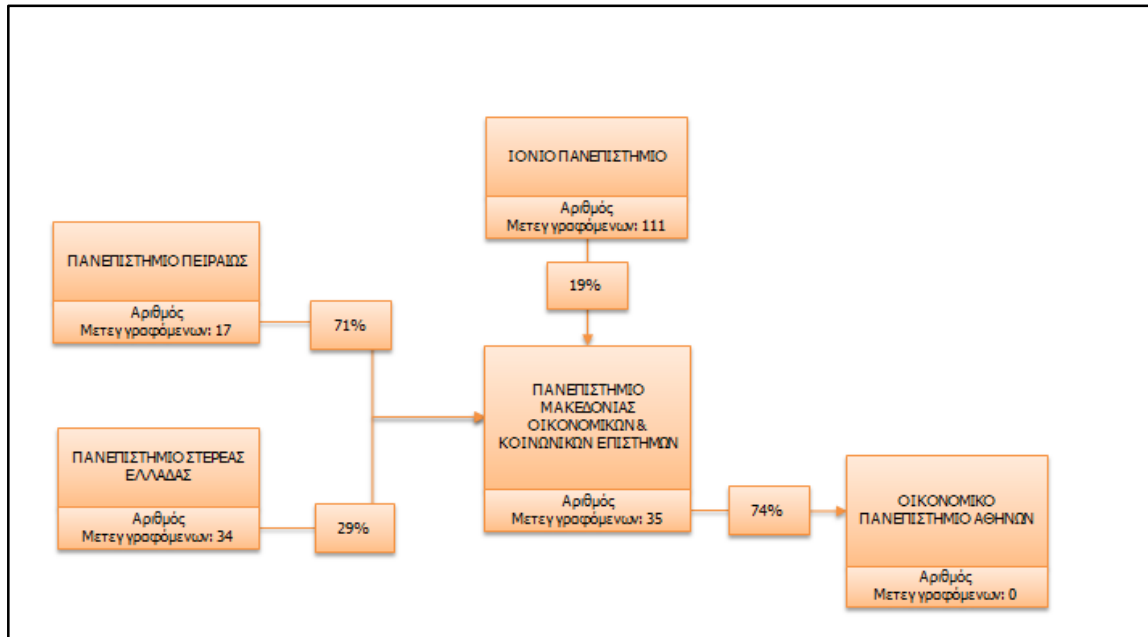 ΙΟΝΙΟ ΠΑΝΕΠΙΣΤΗΜΙΟ
Αριθμός
Μετεγγραφόμενων: 111
19%
ΠΑΝΕΠΙΣΤΗΜΙΟ ΠΕΙΡΑΙΩΣ
Αριθμός
Μετεγγραφόμενων: 17
71%
ΠΑΝΕΠΙΣΤΗΜΙΟ ΣΤΕΡΕΑΣ
ΕΛΛΑΔΑΣ
Αριθμός
Μετεγγραφόμενων: 34
29%
ΠΑΝΕΠΙΣΤΗΜΙΟ
ΜΑΚΕΔΟΝΙΑΣ
ΟΙΚΟΝΟΜΙΚΩΝ &
ΚΟΙΝΩΝΙΚΩΝ ΕΠΙΣΤΗΜΩΝ
Αριθμός
Μετεγγραφόμενων: 35
74%
ΟΙΚΟΝΟΜΙΚΟ
ΠΑΝΕΠΙΣΤΗΜΙΟ ΑΘΗΝΩΝ
Αριθμός
Μετεγγραφόμενων: 0